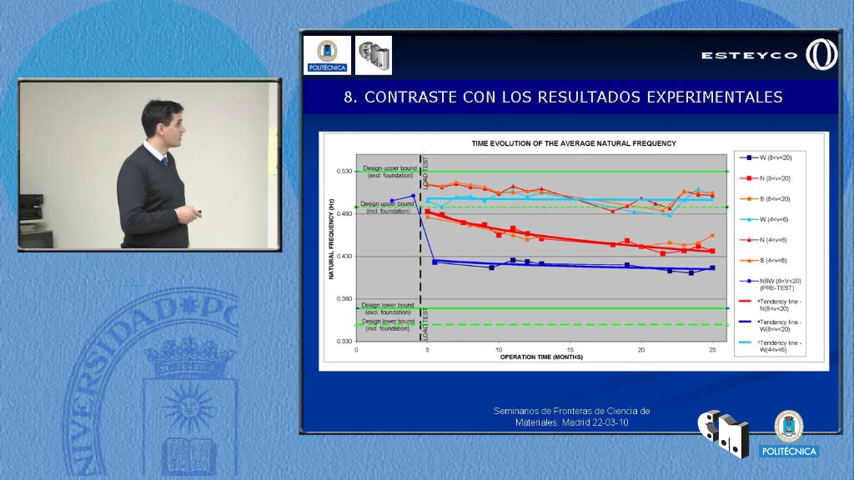 POLITÉCNICA
ESTEYCO
8. CONTRASTE CON LOS RESULTADOS EXPERIMENTALES
TIME EVOLUTION OF THE AVERAGE NATURAL FREQUENCY
NATURAL FREQUENCY (Hz)
0.530
0.480
0.430
0.380
0.330
Design upper bound
(excl. foundation)
Design upper bound
(incl. foundation)
Design lower bound
(excl. foundation)
Design lower bound
(incl. foundation)
LOAD TEST
LOAD TEST
0 5 10 15 20 25
OPERATION TIME (MONTHS)
W (8<v<20)
N (8<v<20)
S (8<v<20)
W (4<v<6)
N (4<v<6)
S (4<v<6)
NSW (8<v<20)
(PRE-TEST)
*Tendency line -
N(8<v<20)
*Tendency line -
W(8<v<20)
*Tendency line -
W(4<v<6)
Seminarios de Fronteras de Ciencia de
Materiales. Madrid 22-03-10
POLITÉCNICA